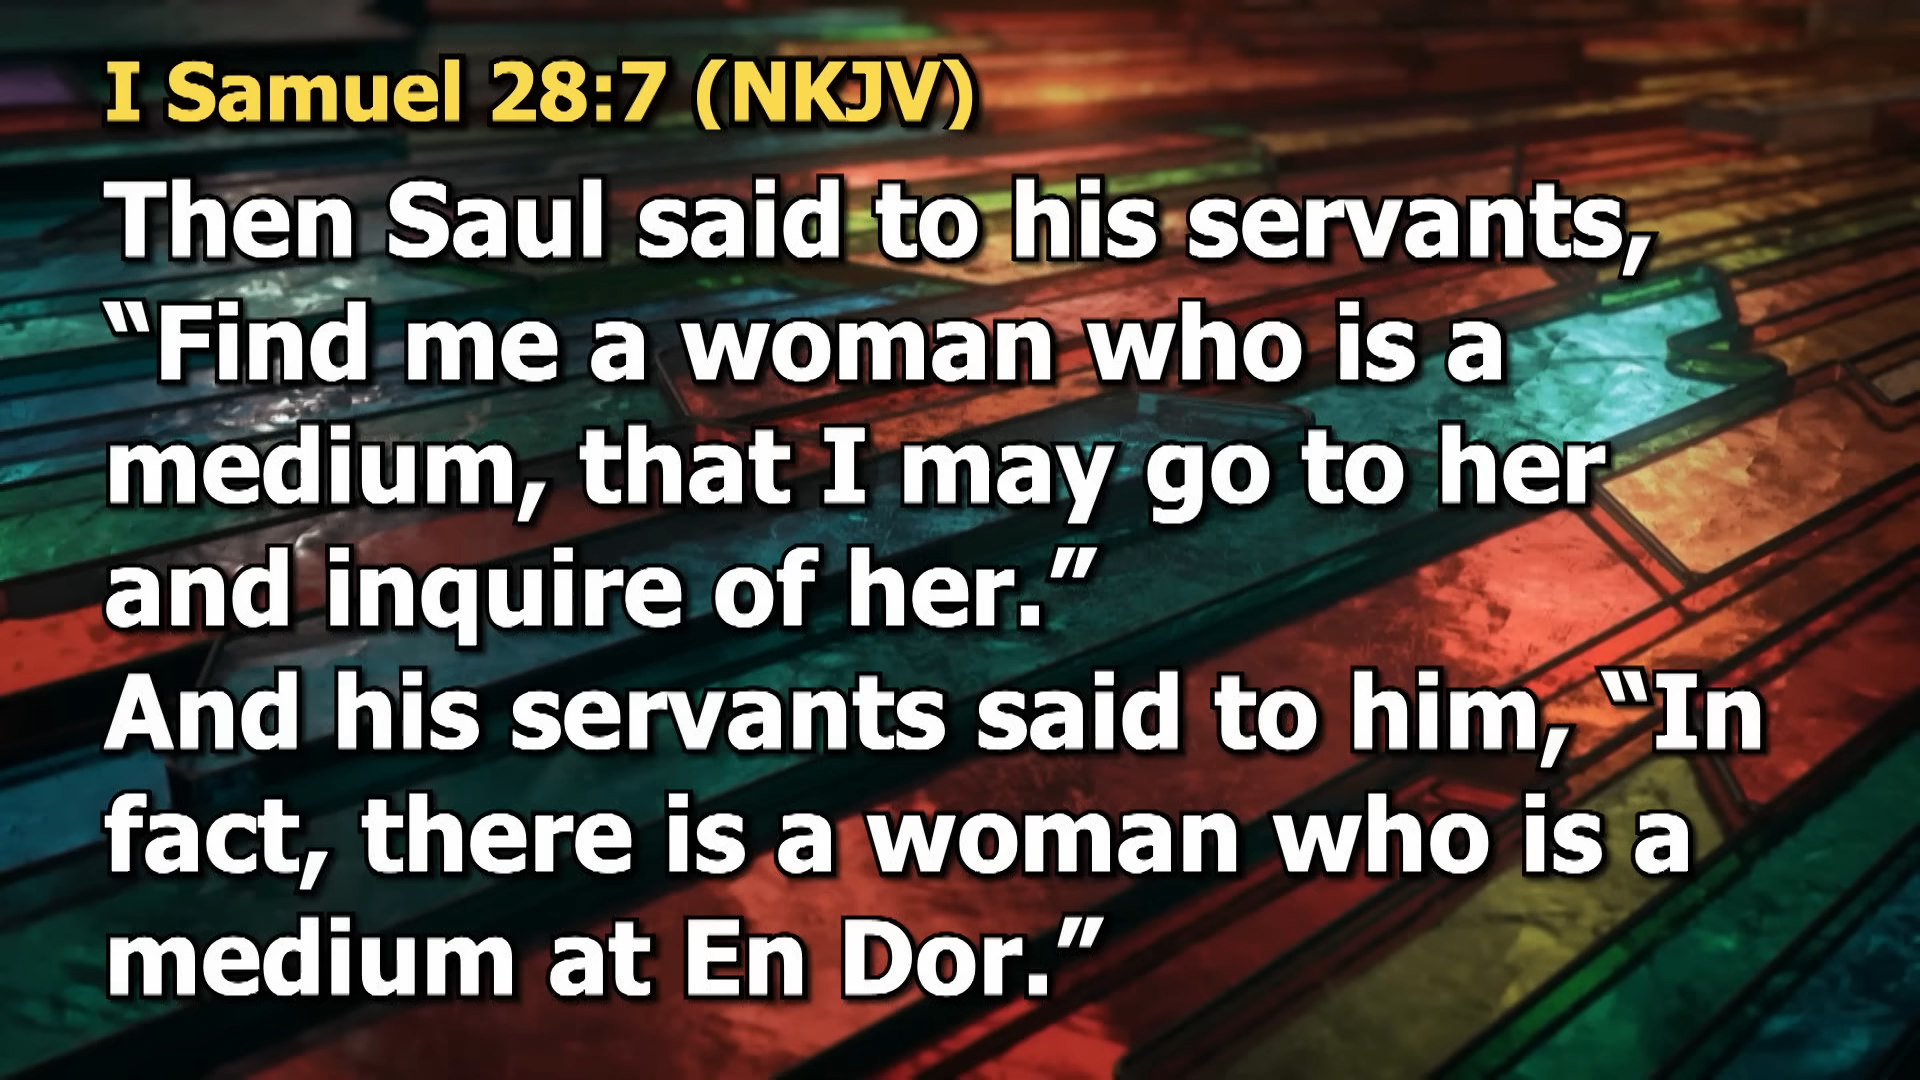 I Samuel 28:7 (NKJV)
Then Saul said to his servants,
“Find me a woman who is a
medium, that I may go to her
and inquire of her.”
And his servants said to him, “In
fact, there is a woman who is a
medium at En Dor.”